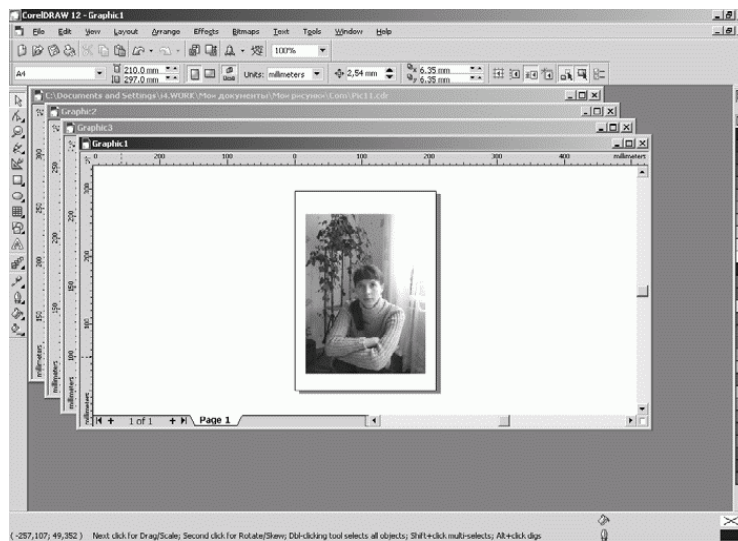 CorelDRAW 12 - Graphic1
File Edit View Layout Arrange Effects Bitmaps Text Tools Window Help
100%
A4 210.0 mm 297.0 mm Units: millimeters 2,54 mm 6.35 mm 6.35 mm
C:\Documents and Settings\i4.WORK\Мои документы\Мои рисунки\Corel\Pic11.cdr
Graphic2
Graphic3
Graphic1
200 100 0 100 200 300 400 millimeters
1 of 1 Page 1
( -257,107; 49,352 ) Next click for Drag/Scale; Second click for Rotate/Skew; Dbl-clicking tool selects all objects; Shift+click multi-selects; Alt+click digs